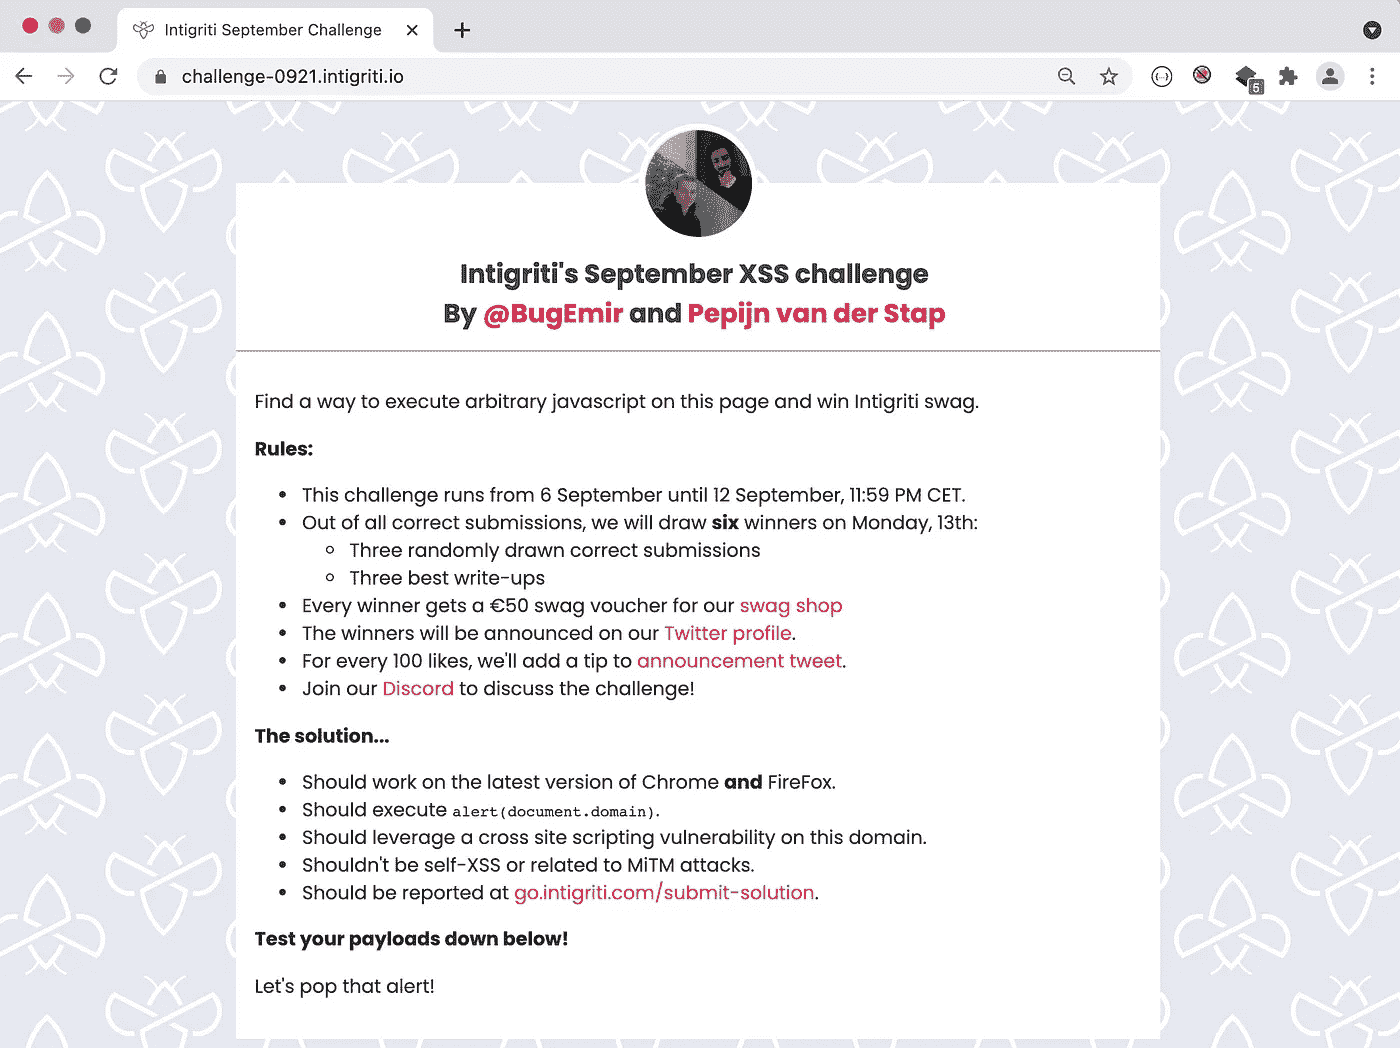 Intigriti September Challenge
challenge-0921.intigriti.io
6
Intigriti's September XSS challenge
By @BugEmir and Pepijn van der Stap
Find a way to execute arbitrary javascript on this page and win Intigriti swag.
Rules:
This challenge runs from 6 September until 12 September, 11:59 PM CET.
Out of all correct submissions, we will draw six winners on Monday, 13th:
Three randomly drawn correct submissions
Three best write-ups
Every winner gets a €50 swag voucher for our swag shop
The winners will be announced on our Twitter profile.
For every 100 likes, we'll add a tip to announcement tweet.
Join our Discord to discuss the challenge!
The solution...
Should work on the latest version of Chrome and FireFox.
Should execute alert(document.domain).
Should leverage a cross site scripting vulnerability on this domain.
Shouldn't be self-XSS or related to MiTM attacks.
Should be reported at go.intigriti.com/submit-solution.
Test your payloads down below!
Let's pop that alert!